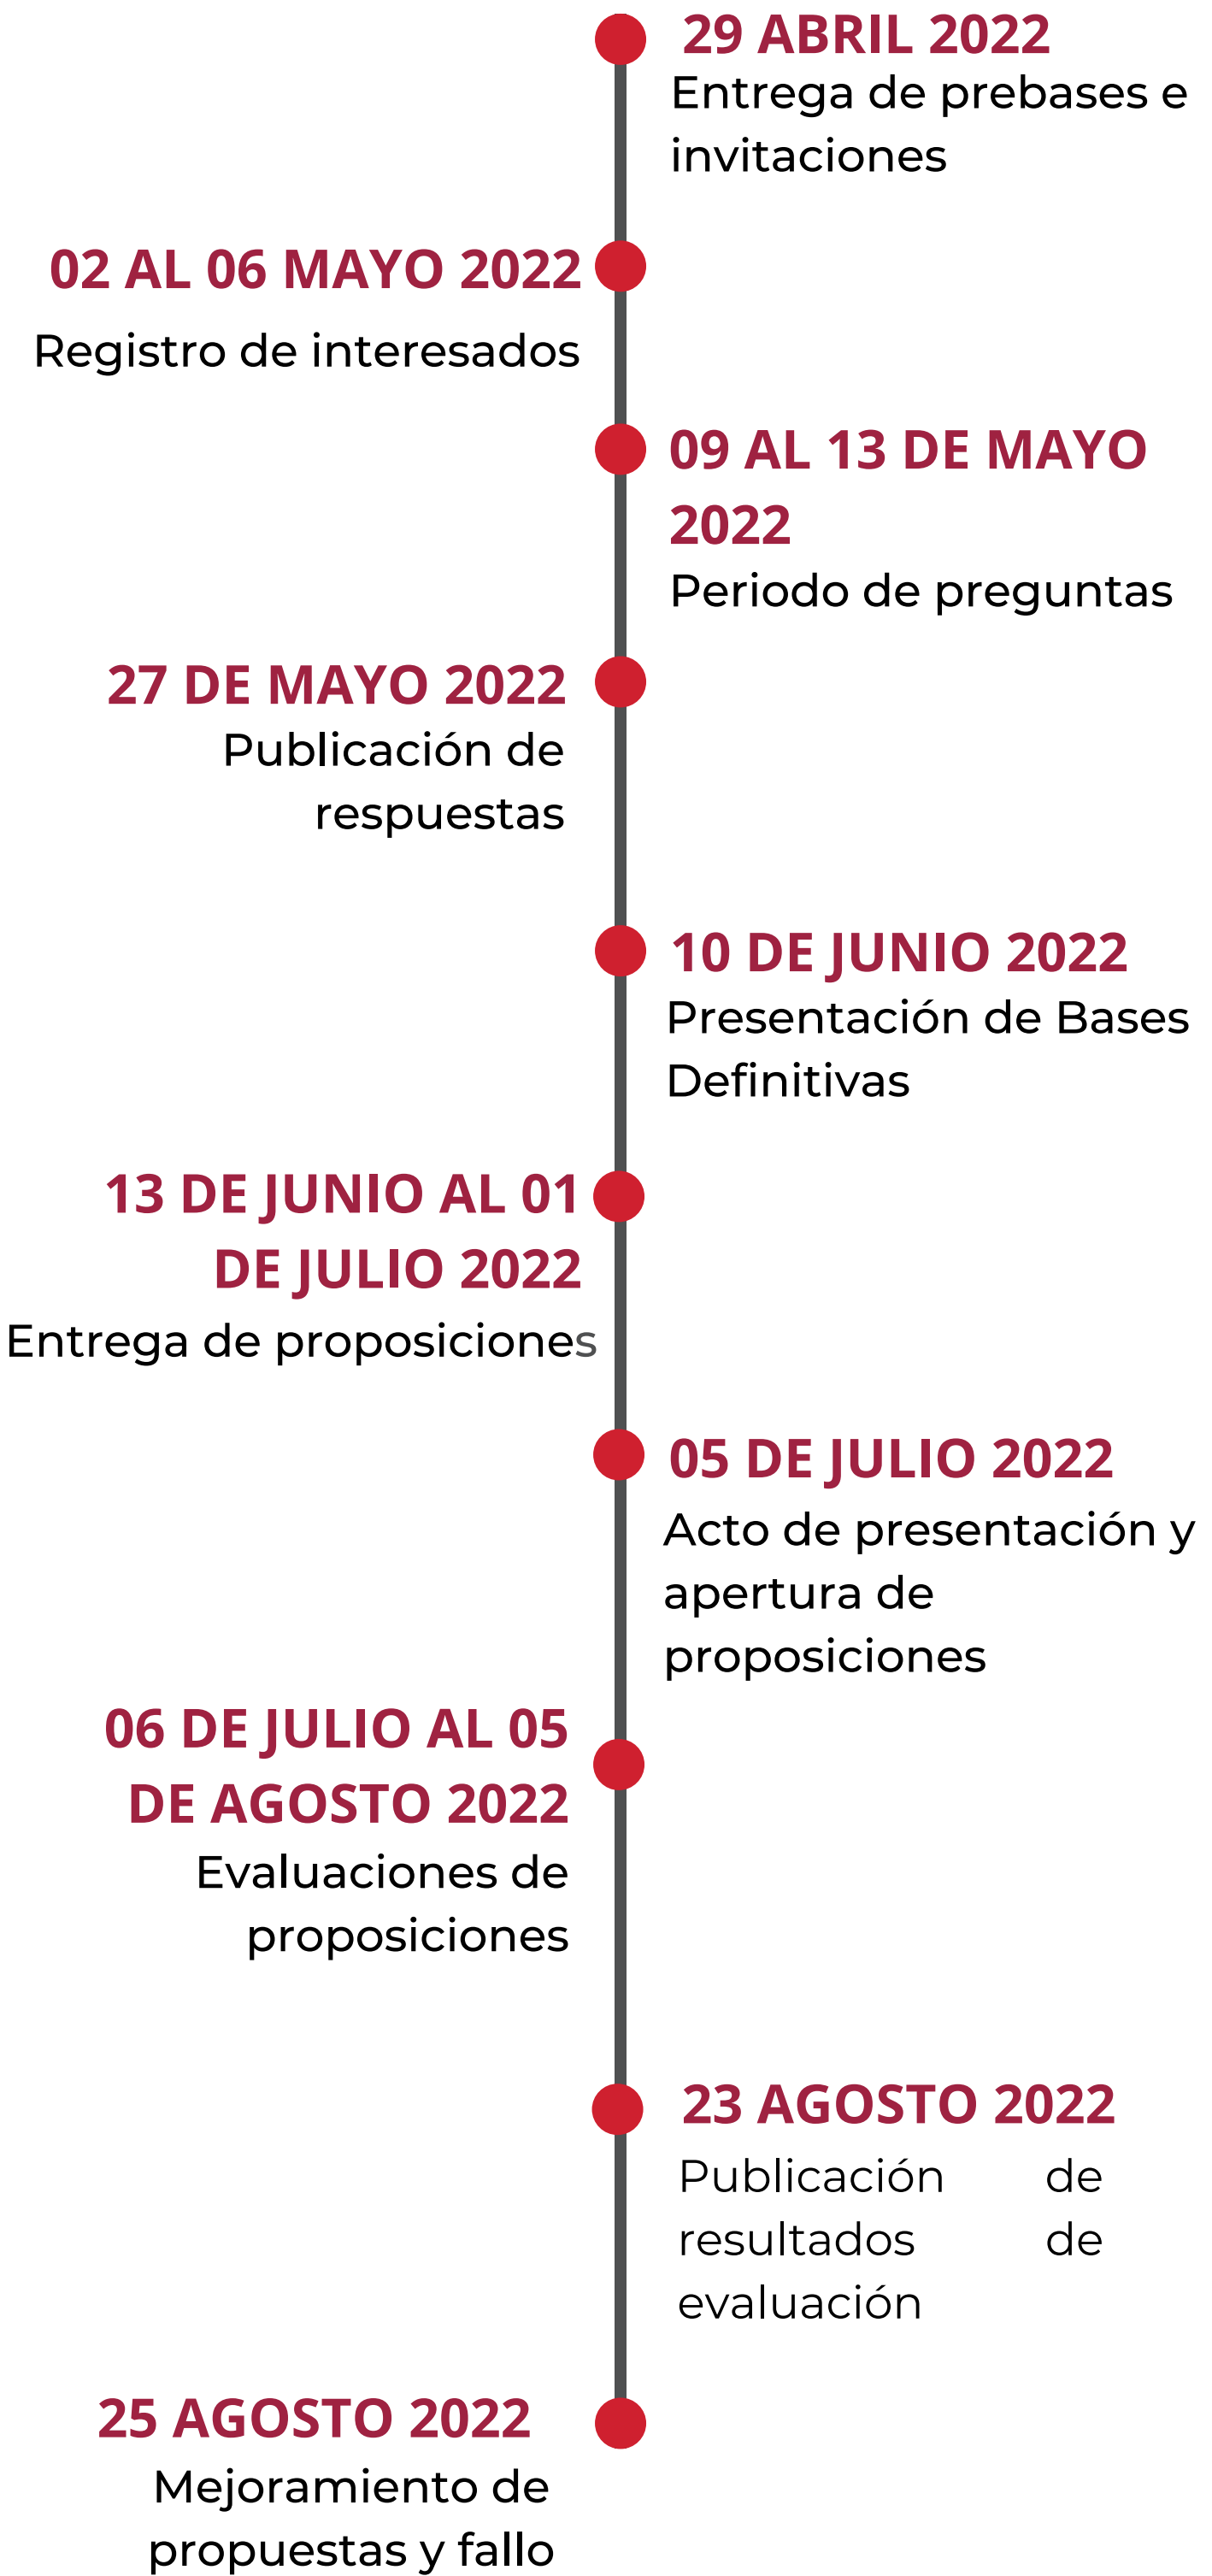 29 ABRIL 2022
Entrega de prebases e
invitaciones
02 AL 06 MAYO 2022
Registro de interesados
09 AL 13 DE MAYO
2022
Periodo de preguntas
27 DE MAYO 2022
Publicación de
respuestas
10 DE JUNIO 2022
Presentación de Bases
Definitivas
13 DE JUNIO AL 01
DE JULIO 2022
Entrega de proposiciones
05 DE JULIO 2022
Acto de presentación y
apertura de
proposiciones
06 DE JULIO AL 05
DE AGOSTO 2022
Evaluaciones de
proposiciones
23 AGOSTO 2022
Publicación de
resultados de
evaluación
25 AGOSTO 2022
Mejoramiento de
propuestas y fallo